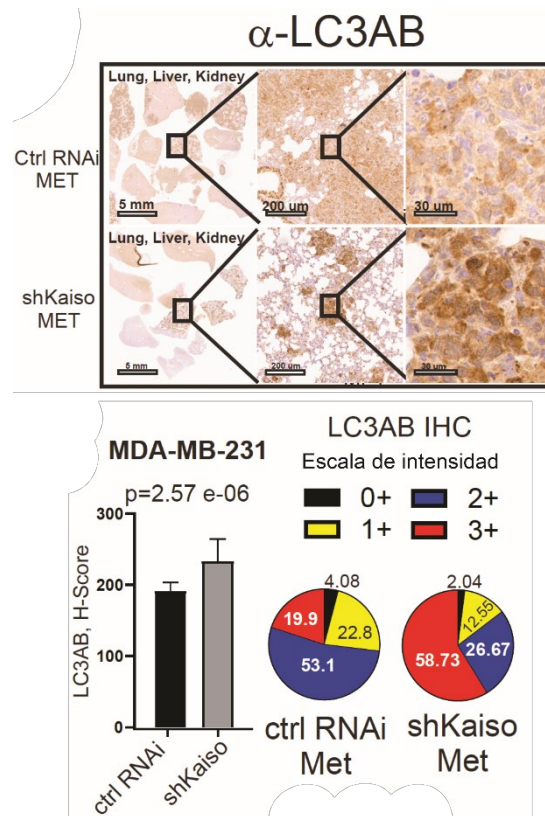 α-LC3AB
Lung, Liver, Kidney
Ctrl RNAi
MET
5 mm
200 um
30 um
Lung, Liver, Kidney
shKaiso
MET
5 mm
200 um
30 um
MDA-MB-231
p=2.57 e-06
LC3AB, H-Score
300
200
100
0
ctrl RNAi
shKaiso
LC3AB IHC
Escala de intensidad
0+
2+
1+
3+
4.08
19.9
22.8
53.1
ctrl RNAi
Met
2.04
12.55
58.73
26.67
shKaiso
Met